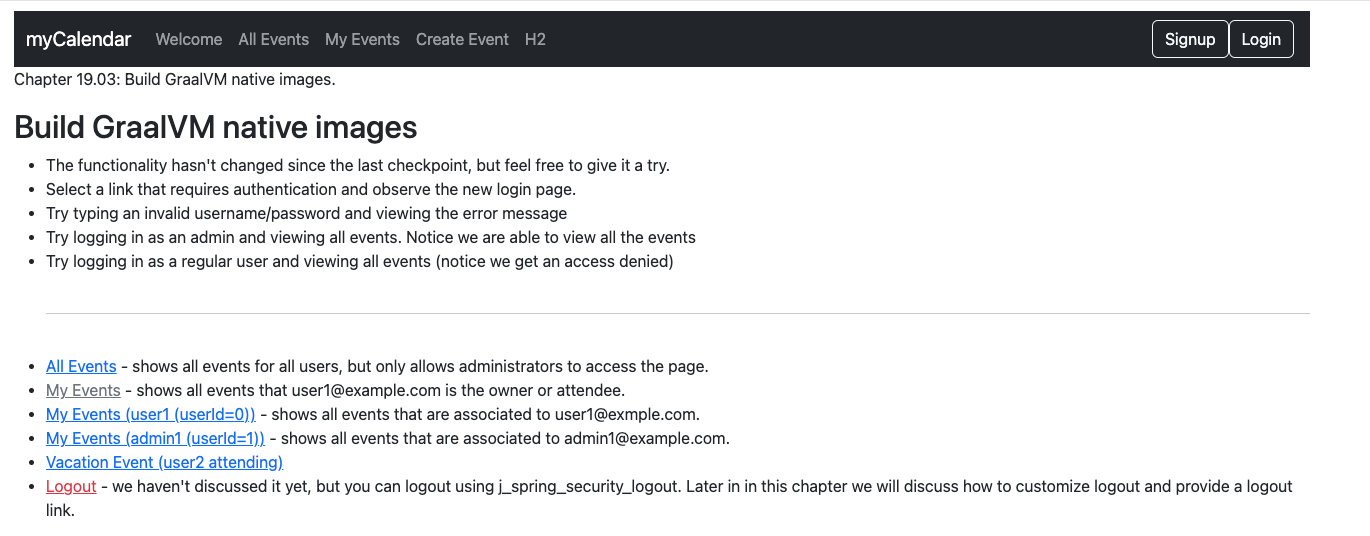 myCalendar Welcome All Events My Events Create Event H2 Signup Login
Chapter 19.03: Build GraalVM native images.
Build GraalVM native images
• The functionality hasn't changed since the last checkpoint, but feel free to give it a try.
• Select a link that requires authentication and observe the new login page.
• Try typing an invalid username/password and viewing the error message
• Try logging in as an admin and viewing all events. Notice we are able to view all the events
• Try logging in as a regular user and viewing all events (notice we get an access denied)
• All Events - shows all events for all users, but only allows administrators to access the page.
• My Events - shows all events that user1@example.com is the owner or attendee.
• My Events (user1 (userId=0)) - shows all events that are associated to user1@exmple.com.
• My Events (admin1 (userId=1)) - shows all events that are associated to admin1@example.com.
• Vacation Event (user2 attending)
• Logout - we haven't discussed it yet, but you can logout using j_spring_security_logout. Later in in this chapter we will discuss how to customize logout and provide a logout
link.